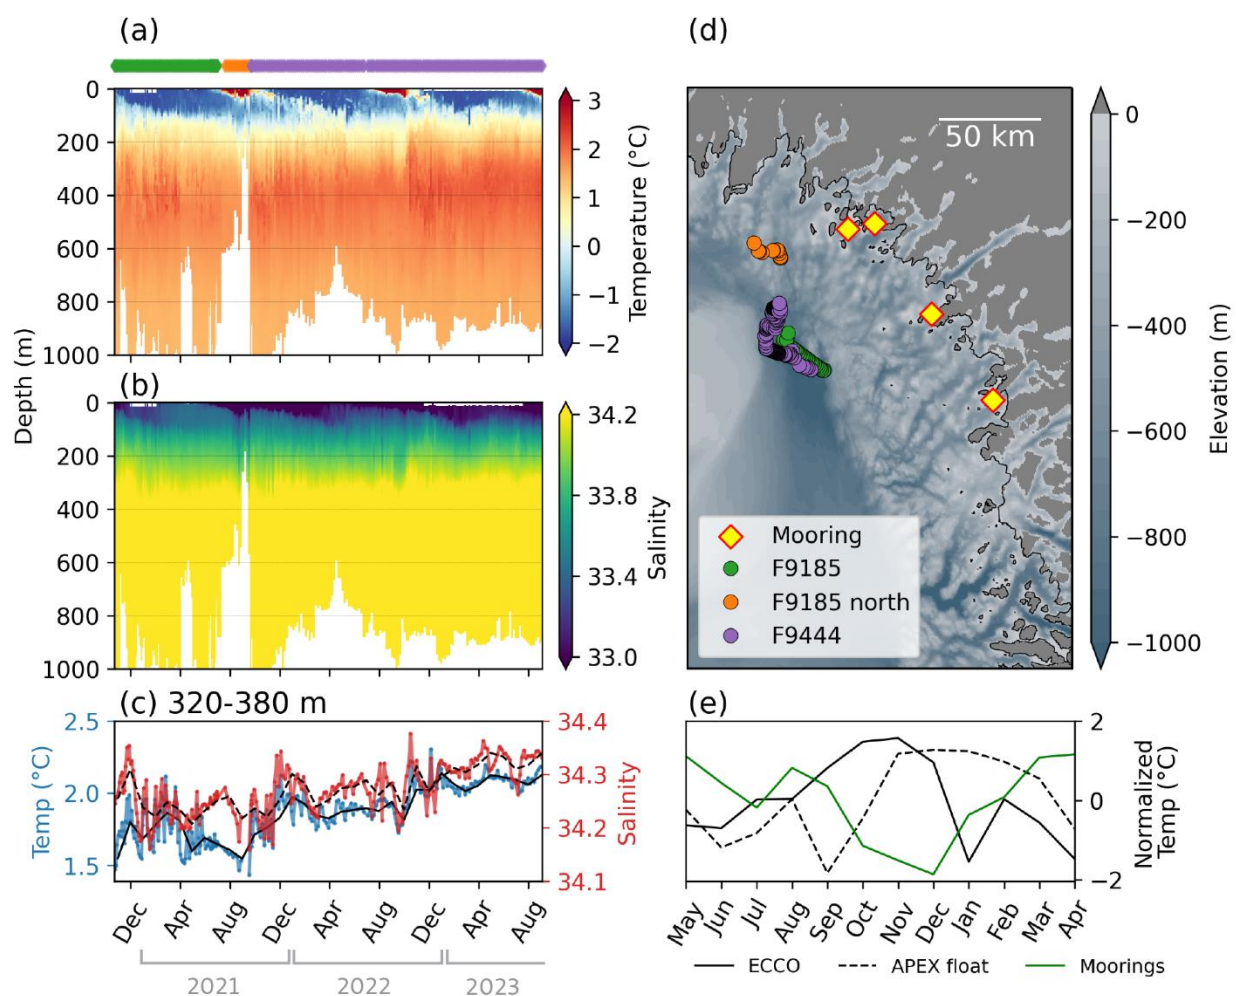 (a)
0
200
400
600
800
1000
3
2
1
0
−1
−2
Temperature (°C)
Depth (m)
(b)
0
200
400
600
800
1000
34.2
33.8
33.4
33.0
Salinity
(c) 320-380 m
2.5
2.0
1.5
Temp (°C)
34.4
34.3
34.2
34.1
Salinity
Dec
Apr
Aug
Dec
Apr
Aug
Dec
Apr
Aug
2021
2022
2023
(d)
50 km
Mooring
F9185
F9185 north
F9444
0
−200
−400
−600
−800
−1000
Elevation (m)
(e)
2
0
−2
Normalized
Temp (°C)
May
Jun
Jul
Aug
Sep
Oct
Nov
Dec
Jan
Feb
Mar
Apr
ECCO
APEX float
Moorings